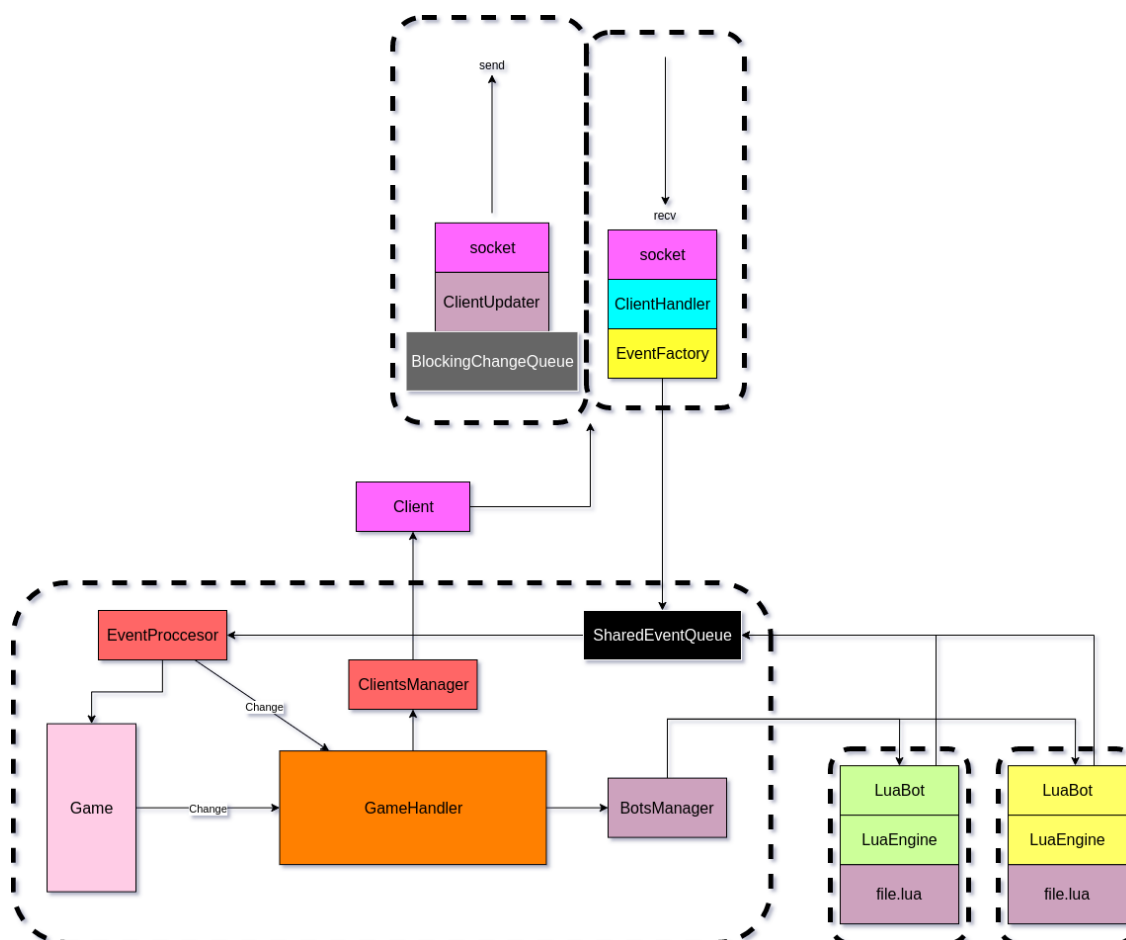 send
recv
socket
ClientUpdater
BlockingChangeQueue
socket
ClientHandler
EventFactory
Client
EventProccesor
SharedEventQueue
ClientsManager
Change
Game
Change
GameHandler
BotsManager
LuaBot
LuaEngine
file.lua
LuaBot
LuaEngine
file.lua